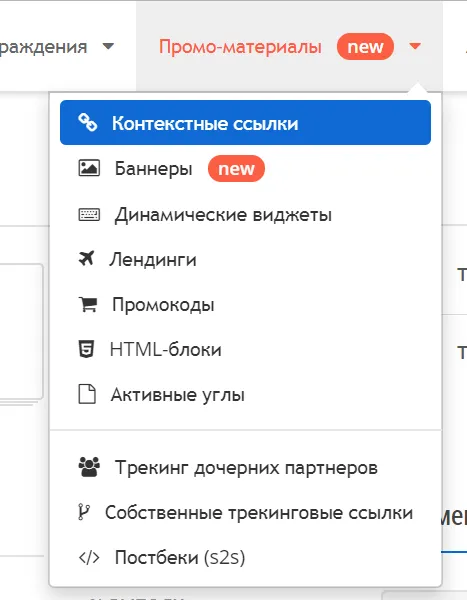 Промо-материалы new
Контекстные ссылки
Баннеры new
Динамические виджеты
Лендинги
Промокоды
HTML-блоки
Активные углы
Трекинг дочерних партнеров
Собственные трекинговые ссылки
Постбеки (s2s)